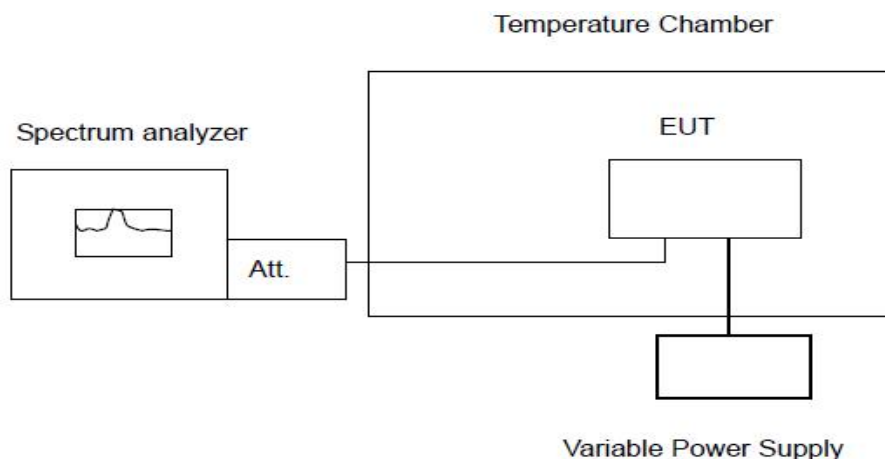 Temperature Chamber
Spectrum analyzer
EUT
Att.
Variable Power Supply